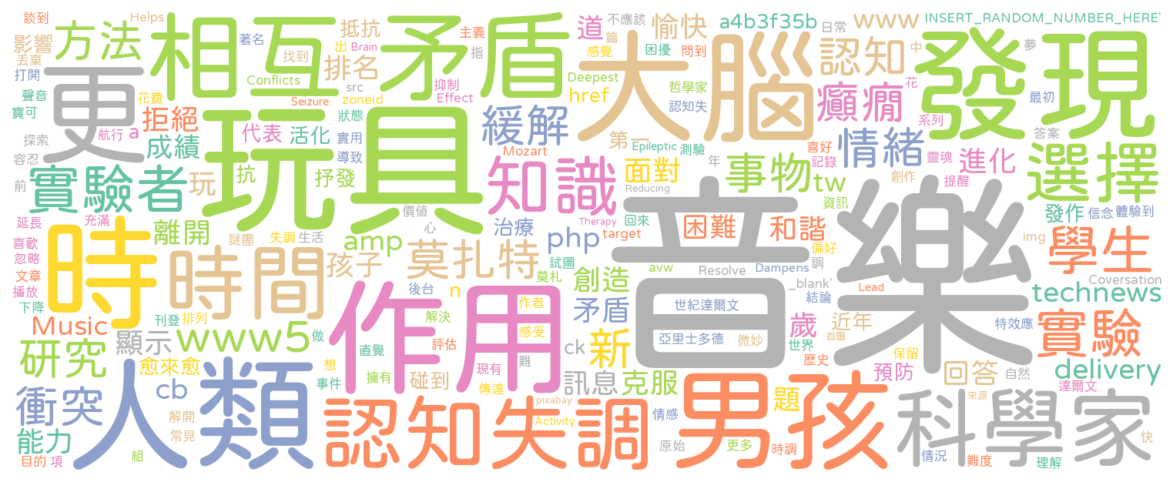 談到
Helps
著名
找到
主義
Brain
出
指
抵抗
篇
感覺
不應該
道
愉快
困擾
問到
a4b3f35b
日常
中
www
INSERT_RANDOM_NUMBER_HERE'
夢
影響
丟棄
打開
方法
相互
矛盾
大腦
認知
發現
最初
聲音
寶可
更
花費
Conflicts
Seizure
src
zoneid
排名
抑制
Effect
Deepest
href
哲學家
認知失
花
系列
答案
航行
a
拒絕
代表
活化
狀態
實用
導致
緩解
Mozart
第一
Epileptic
測驗
年
喜好
記錄
癲癇
靈魂
創作
提醒
探索
容忍
前
成績
實驗者
玩
抗
抒發
玩具
知識
面對
Reducing
事物
tw
情緒
資訊
進化
選擇
信念
體驗到
發作
延長
充滿
離開
謎團
失調
生活
價值
心
amp
治療
試圖
Therapy
target
回來
困難
和諧
偏好
調
音樂
img
學生
喜歡
忽略
文章
播放
下降
時
時間
孩子
莫扎特
php
莫札
創造
avw
Resolve
Dampens
_blank'
Coversation
technews
Music
刊登
排列
後台
n
作者
矛盾
世紀達爾文
結論
Lead
特效應
研究
顯示
www5
做
解決
作用
感受
ck
新
亞里士多德
微妙
歲
世界
近年
首圖
實驗
愈來愈
cb
想
直覺
評估
現有
難
訊息
克服
歷史
保留
自然
達爾文
delivery
衝突
人類
解開
常見
事件
擁有
傅達
pixabay
Activity
情感
男孩
題
預防
回答
來源
能力
目的
項
組
認知失調
原始
更多
時調
科學家
情況
難度
理解
快